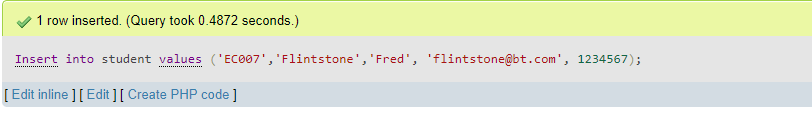 1 row inserted. (Query took 0.4872 seconds.)
Insert into student values ('EC007','Flintstone','Fred', 'flintstone@bt.com', 1234567);
[ Edit inline ] [ Edit ] [ Create PHP code ]